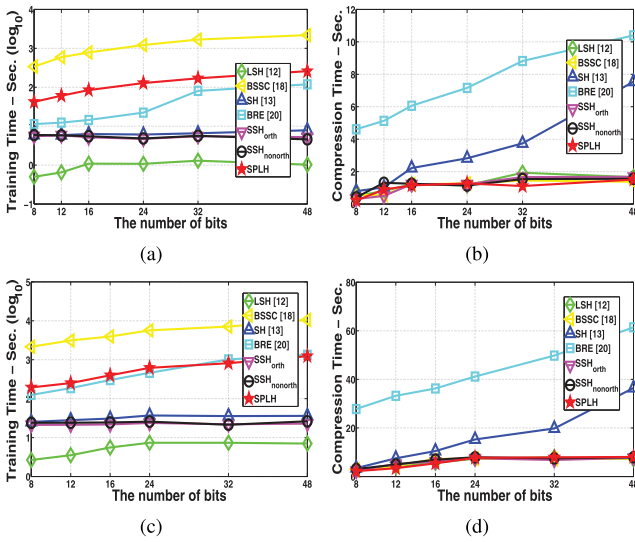 Training Time – Sec. (log10)
4
3
2
1
0
−1
8
12
16
24
32
48
The number of bits
LSH [12]
BSSC [18]
SH [13]
BRE [20]
SSHorth
SSHnonorth
SPLH
(a)
Compression Time – Sec.
12
10
8
6
4
2
0
8
12
16
24
32
48
The number of bits
LSH [12]
BSSC [18]
SH [13]
BRE [20]
SSHorth
SSHnonorth
SPLH
(b)
Training Time – Sec. (log10)
5
4
3
2
1
0
8
12
16
24
32
48
The number of bits
LSH [12]
BSSC [18]
SH [13]
BRE [20]
SSHorth
SSHnonorth
SPLH
(c)
Compression Time – Sec.
80
60
40
20
0
8
12
16
24
32
48
The number of bits
LSH [12]
BSSC [18]
SH [13]
BRE [20]
SSHorth
SSHnonorth
SPLH
(d)